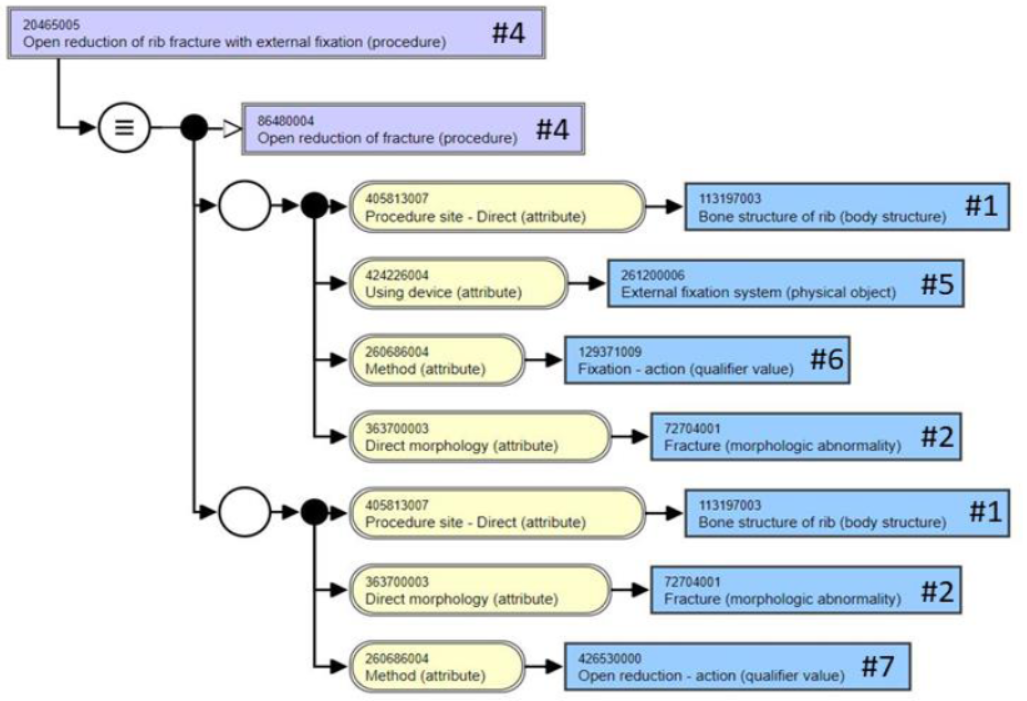 20465005
Open reduction of rib fracture with external fixation (procedure) #4
86480004
Open reduction of fracture (procedure) #4
405813007
Procedure site - Direct (attribute)
113197003
Bone structure of rib (body structure) #1
424226004
Using device (attribute)
261200006
External fixation system (physical object) #5
260686004
Method (attribute)
129371009
Fixation - action (qualifier value) #6
363700003
Direct morphology (attribute)
72704001
Fracture (morphologic abnormality) #2
405813007
Procedure site - Direct (attribute)
113197003
Bone structure of rib (body structure) #1
363700003
Direct morphology (attribute)
72704001
Fracture (morphologic abnormality) #2
260686004
Method (attribute)
426530000
Open reduction - action (qualifier value) #7